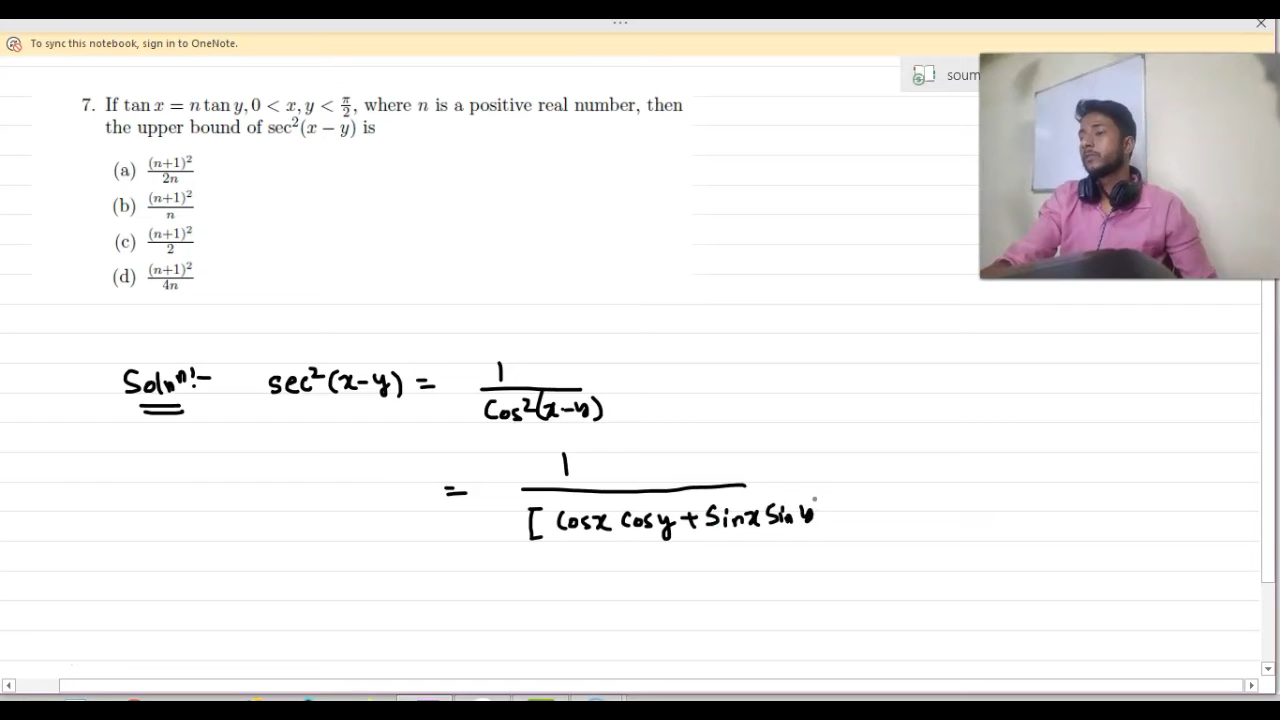 To sync this notebook, sign in to OneNote.
soum
7. If tan x = n tan y, 0 < x, y < π/2, where n is a positive real number, then
the upper bound of sec²(x − y) is
(a) (n+1)²/2n
(b) (n+1)²/n
(c) (n+1)²/2
(d) (n+1)²/4n
Solnⁿ:- sec²(x-y) = 1/Cos²(x-y)
= 1/[Cosx Cosy + Sinx Siny